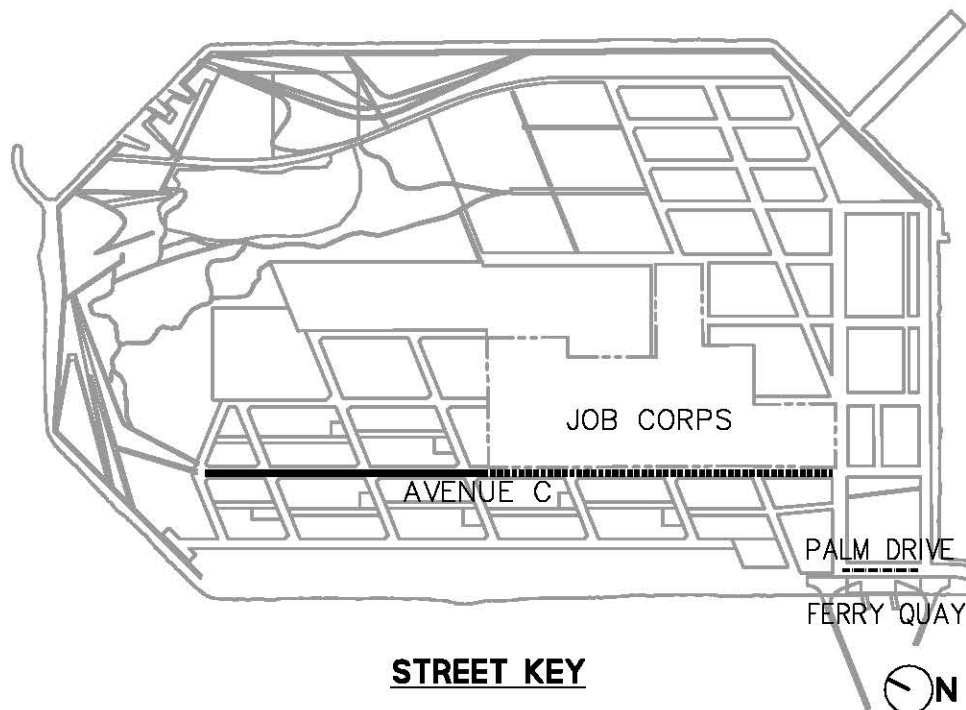 JOB CORPS
AVENUE C
PALM DRIVE
FERRY QUAY
STREET KEY
N